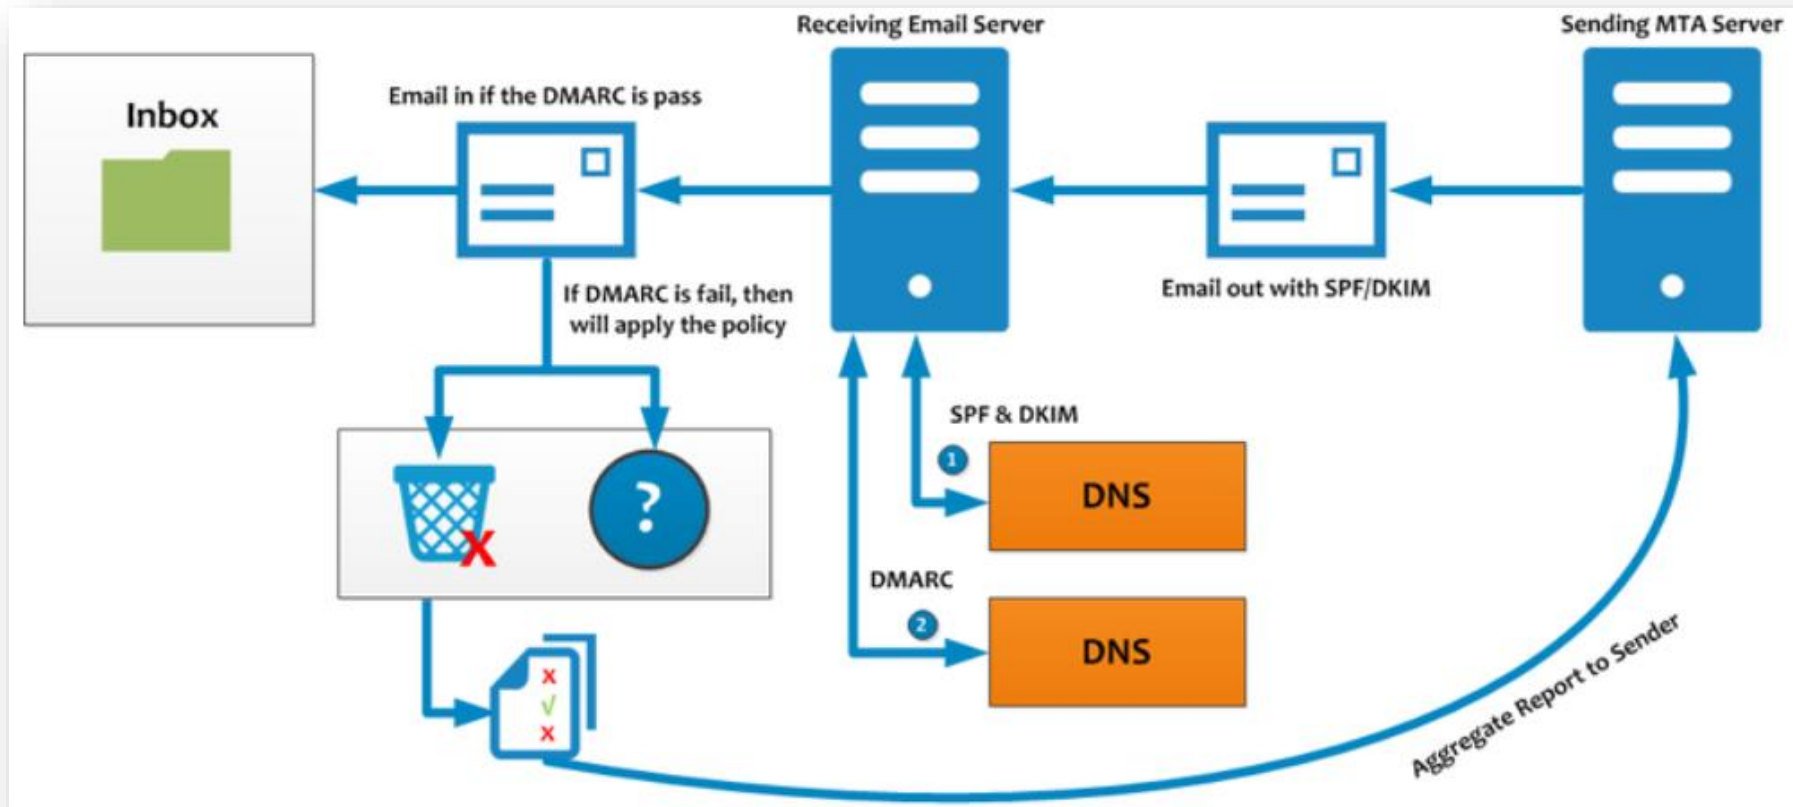 Receiving Email Server
Sending MTA Server
Inbox
Email in if the DMARC is pass
Email out with SPF/DKIM
If DMARC is fail, then
will apply the policy
SPF & DKIM
1
DNS
?
X
DMARC
2
DNS
x
√
x
Aggregate Report to Sender